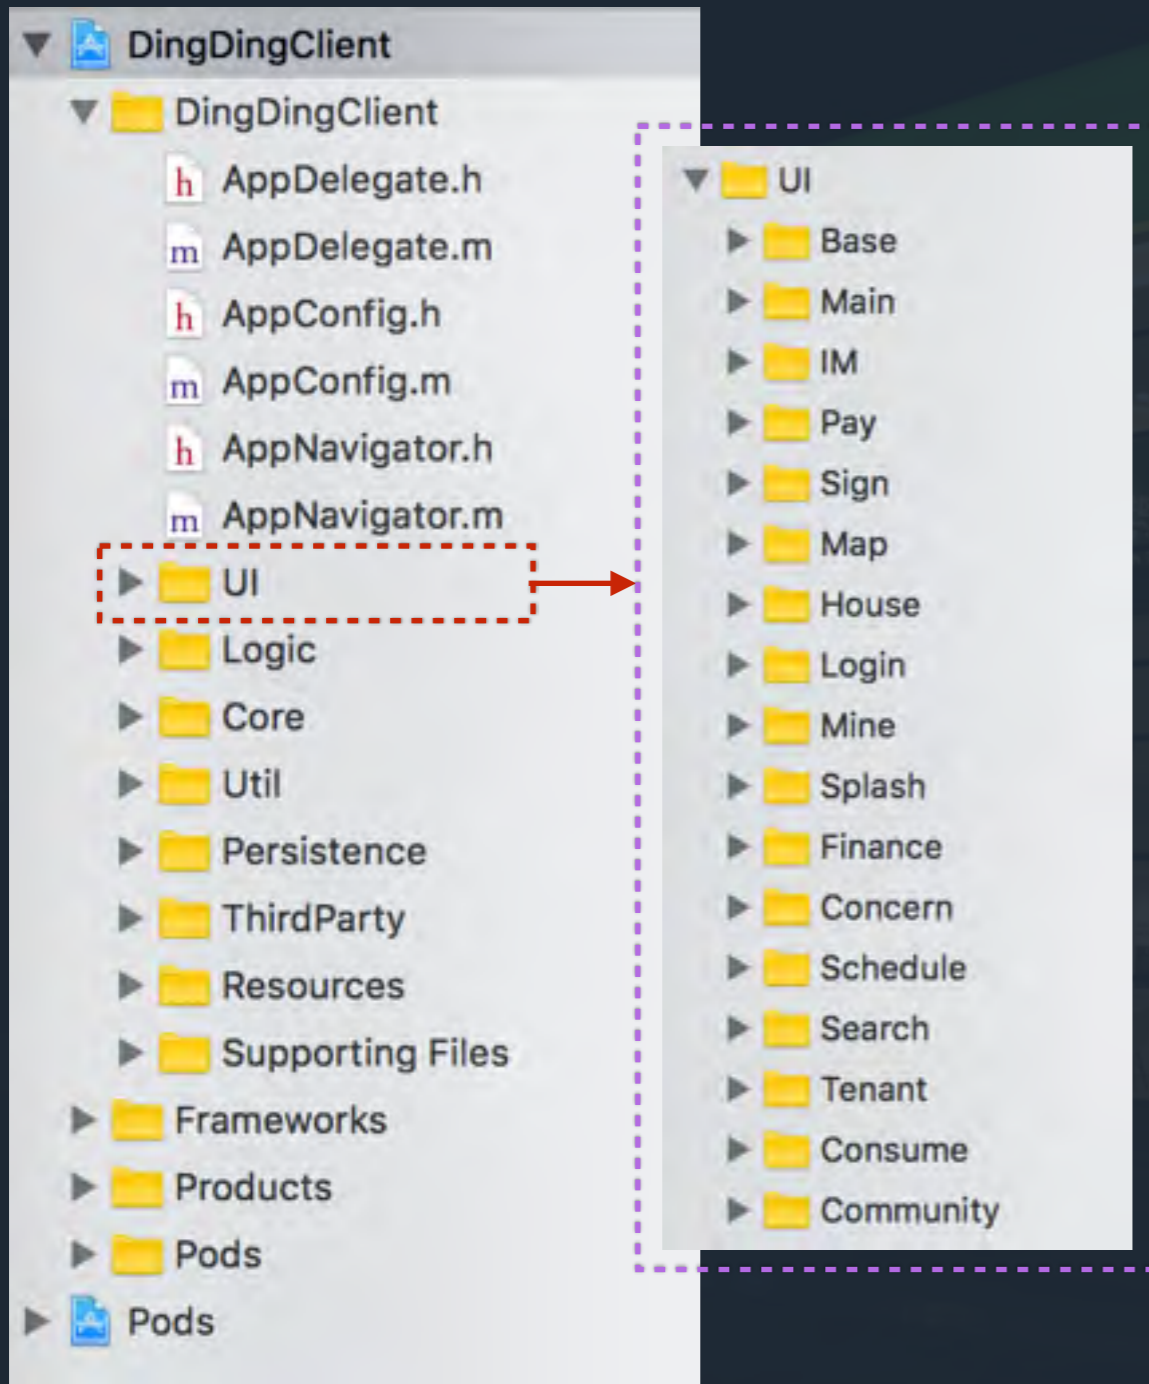 DingDingClient
DingDingClient
h AppDelegate.h
m AppDelegate.m
h AppConfig.h
m AppConfig.m
h AppNavigator.h
m AppNavigator.m
UI
Logic
Core
Util
Persistence
ThirdParty
Resources
Supporting Files
Frameworks
Products
Pods
Pods
UI
Base
Main
IM
Pay
Sign
Map
House
Login
Mine
Splash
Finance
Concern
Schedule
Search
Tenant
Consume
Community